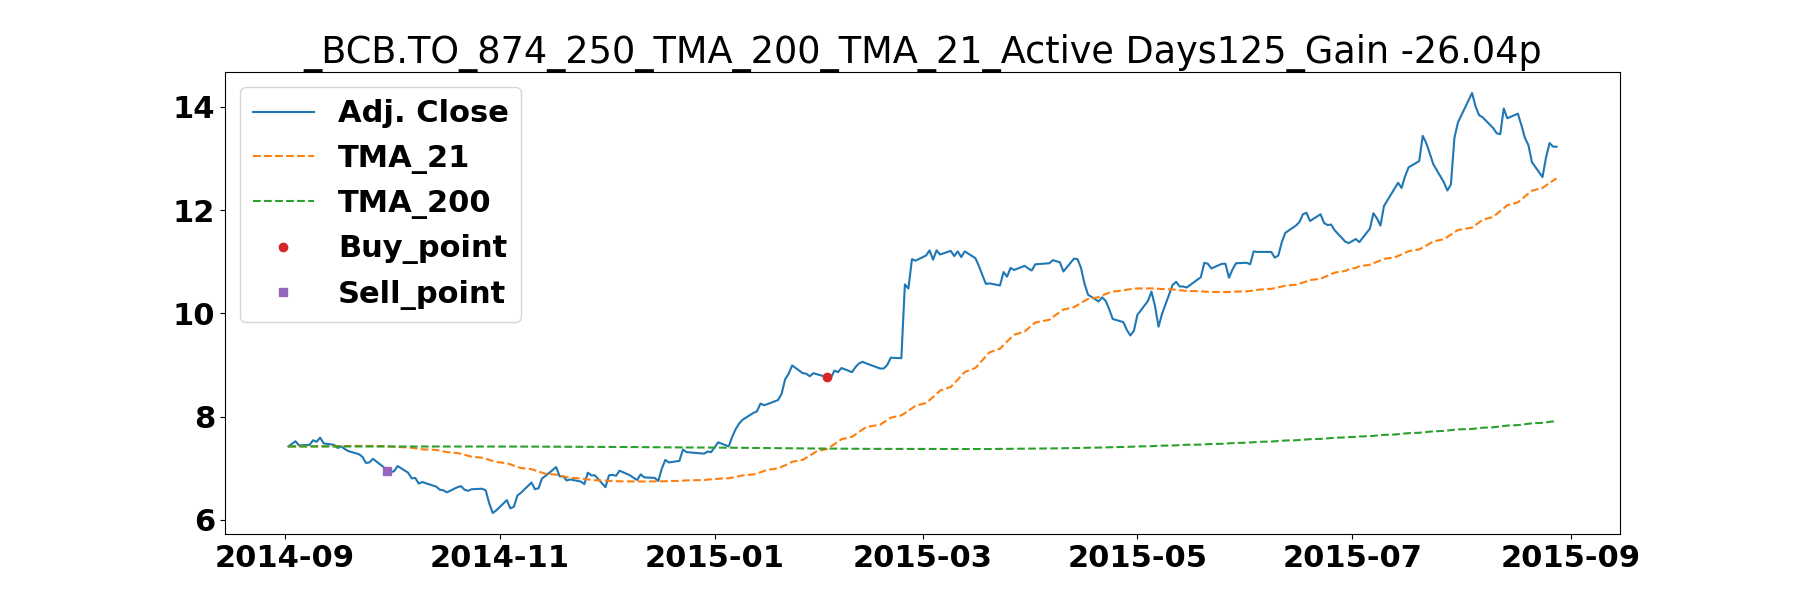 _BCB.TO_874_250_TMA_200_TMA_21_Active Days125_Gain -26.04p
Adj. Close
TMA_21
TMA_200
Buy_point
Sell_point
14
12
10
8
6
2014-09 2014-11 2015-01 2015-03 2015-05 2015-07 2015-09